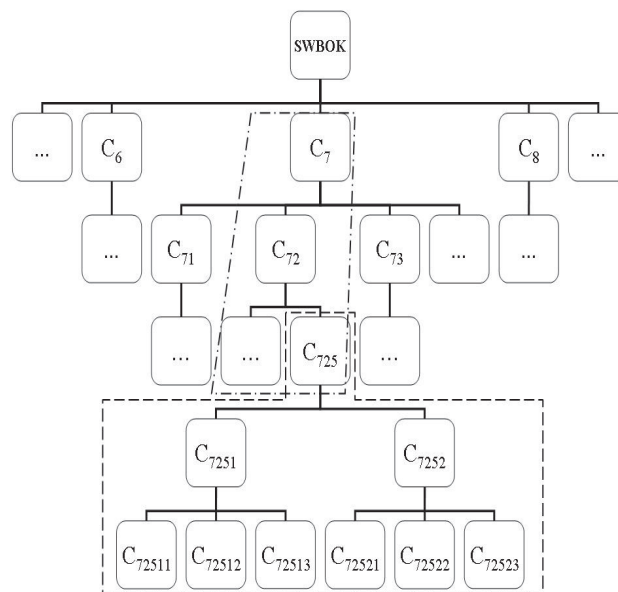 SWBOK
... C₆ C₇ C₈ ...
... C₇₁ C₇₂ C₇₃ ... ...
... ... C₇₂₅ ...
C₇₂₅₁ C₇₂₅₂
C₇₂₅₁₁ C₇₂₅₁₂ C₇₂₅₁₃ C₇₂₅₂₁ C₇₂₅₂₂ C₇₂₅₂₃